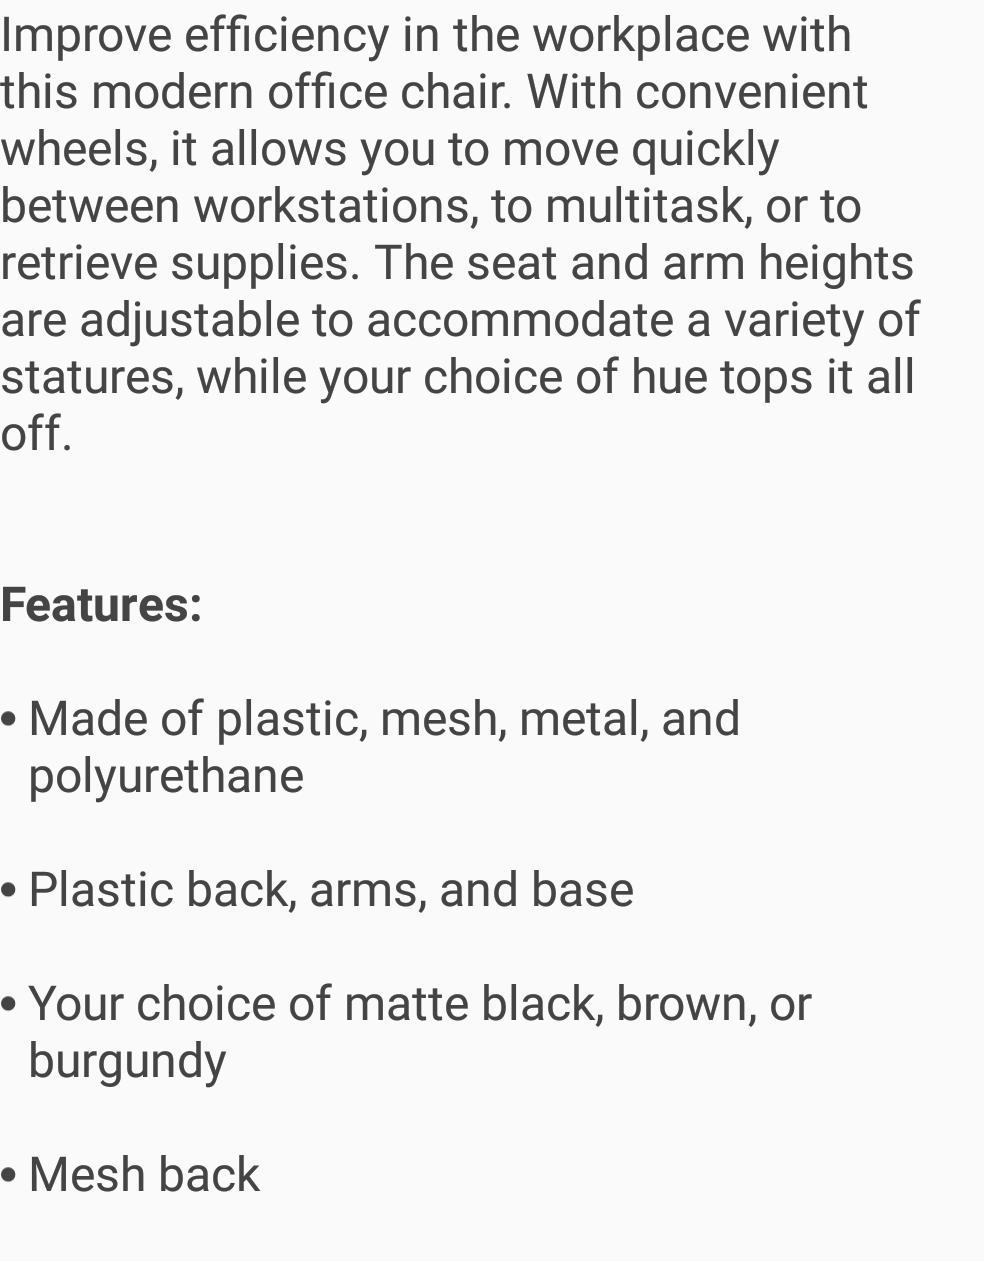 Improve efficiency in the workplace with
this modern office chair. With convenient
wheels, it allows you to move quickly
between workstations, to multitask, or to
retrieve supplies. The seat and arm heights
are adjustable to accommodate a variety of
statures, while your choice of hue tops it all
off.
Features:
• Made of plastic, mesh, metal, and
polyurethane
• Plastic back, arms, and base
• Your choice of matte black, brown, or
burgundy
• Mesh back